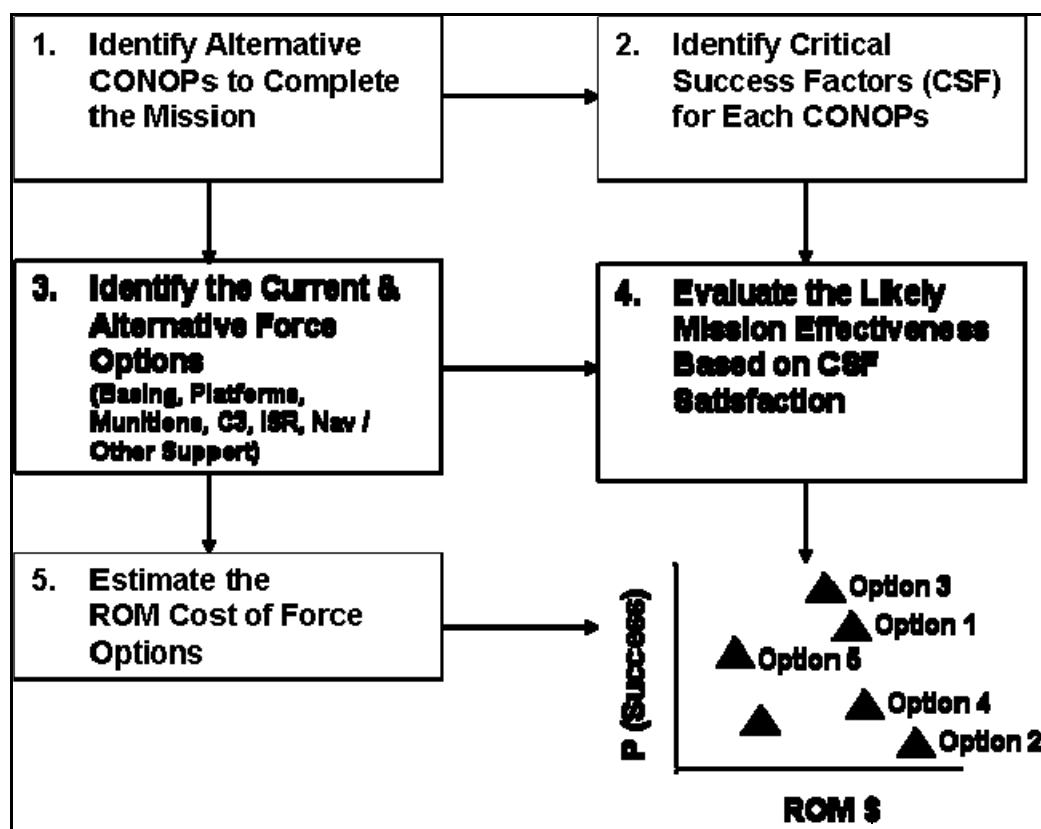 1. Identify Alternative
CONOPs to Complete
the Mission
2. Identify Critical
Success Factors (CSF)
for Each CONOPs
3. Identify the Current &
Alternative Force
Options
(Basing, Platforms,
Munitions, C3, ISR, Nav /
Other Support)
4. Evaluate the Likely
Mission Effectiveness
Based on CSF
Satisfaction
5. Estimate the
ROM Cost of Force
Options
P (Success)
Option 3
Option 1
Option 5
Option 4
Option 2
ROM $